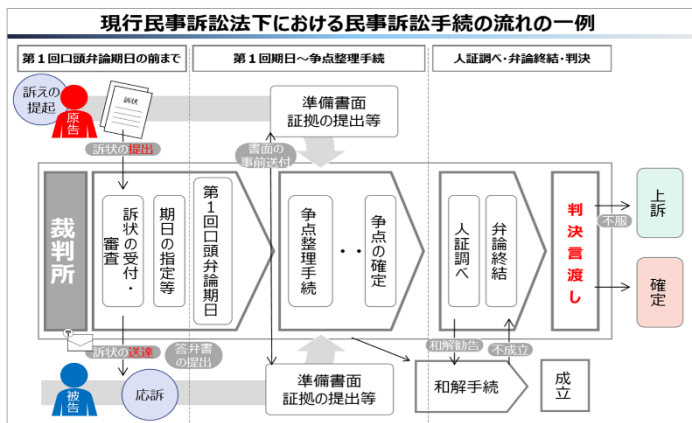 現行民事訴訟法下における民事訴訟手続の流れの一例
第１回口頭弁論期日の前まで
第１回期日～争点整理手続
人証調べ・弁論終結・判決
訴えの
提起
原告
訴状
訴状の提出
準備書面
証拠の提出等
書面の
事前送付
裁判所
訴状の受付・
審査
期日の指定等
第１回口頭弁論期日
争点整理手続
・・
争点の確定
人証調べ
弁論終結
判決言渡し
不服
上訴
確定
訴状の送達
答弁書
の提出
和解勧告
不成立
被告
応訴
準備書面
証拠の提出等
和解手続
成立